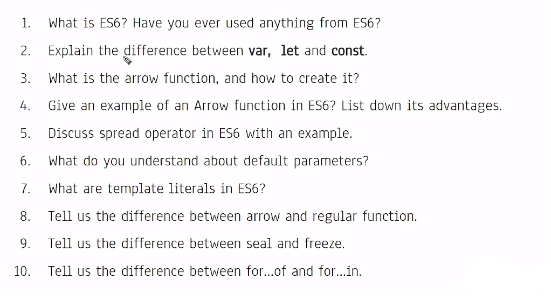 1. What is ES6? Have you ever used anything from ES6?
2. Explain the difference between var, let and const.
3. What is the arrow function, and how to create it?
4. Give an example of an Arrow function in ES6? List down its advantages.
5. Discuss spread operator in ES6 with an example.
6. What do you understand about default parameters?
7. What are template literals in ES6?
8. Tell us the difference between arrow and regular function.
9. Tell us the difference between seal and freeze.
10. Tell us the difference between for...of and for...in.